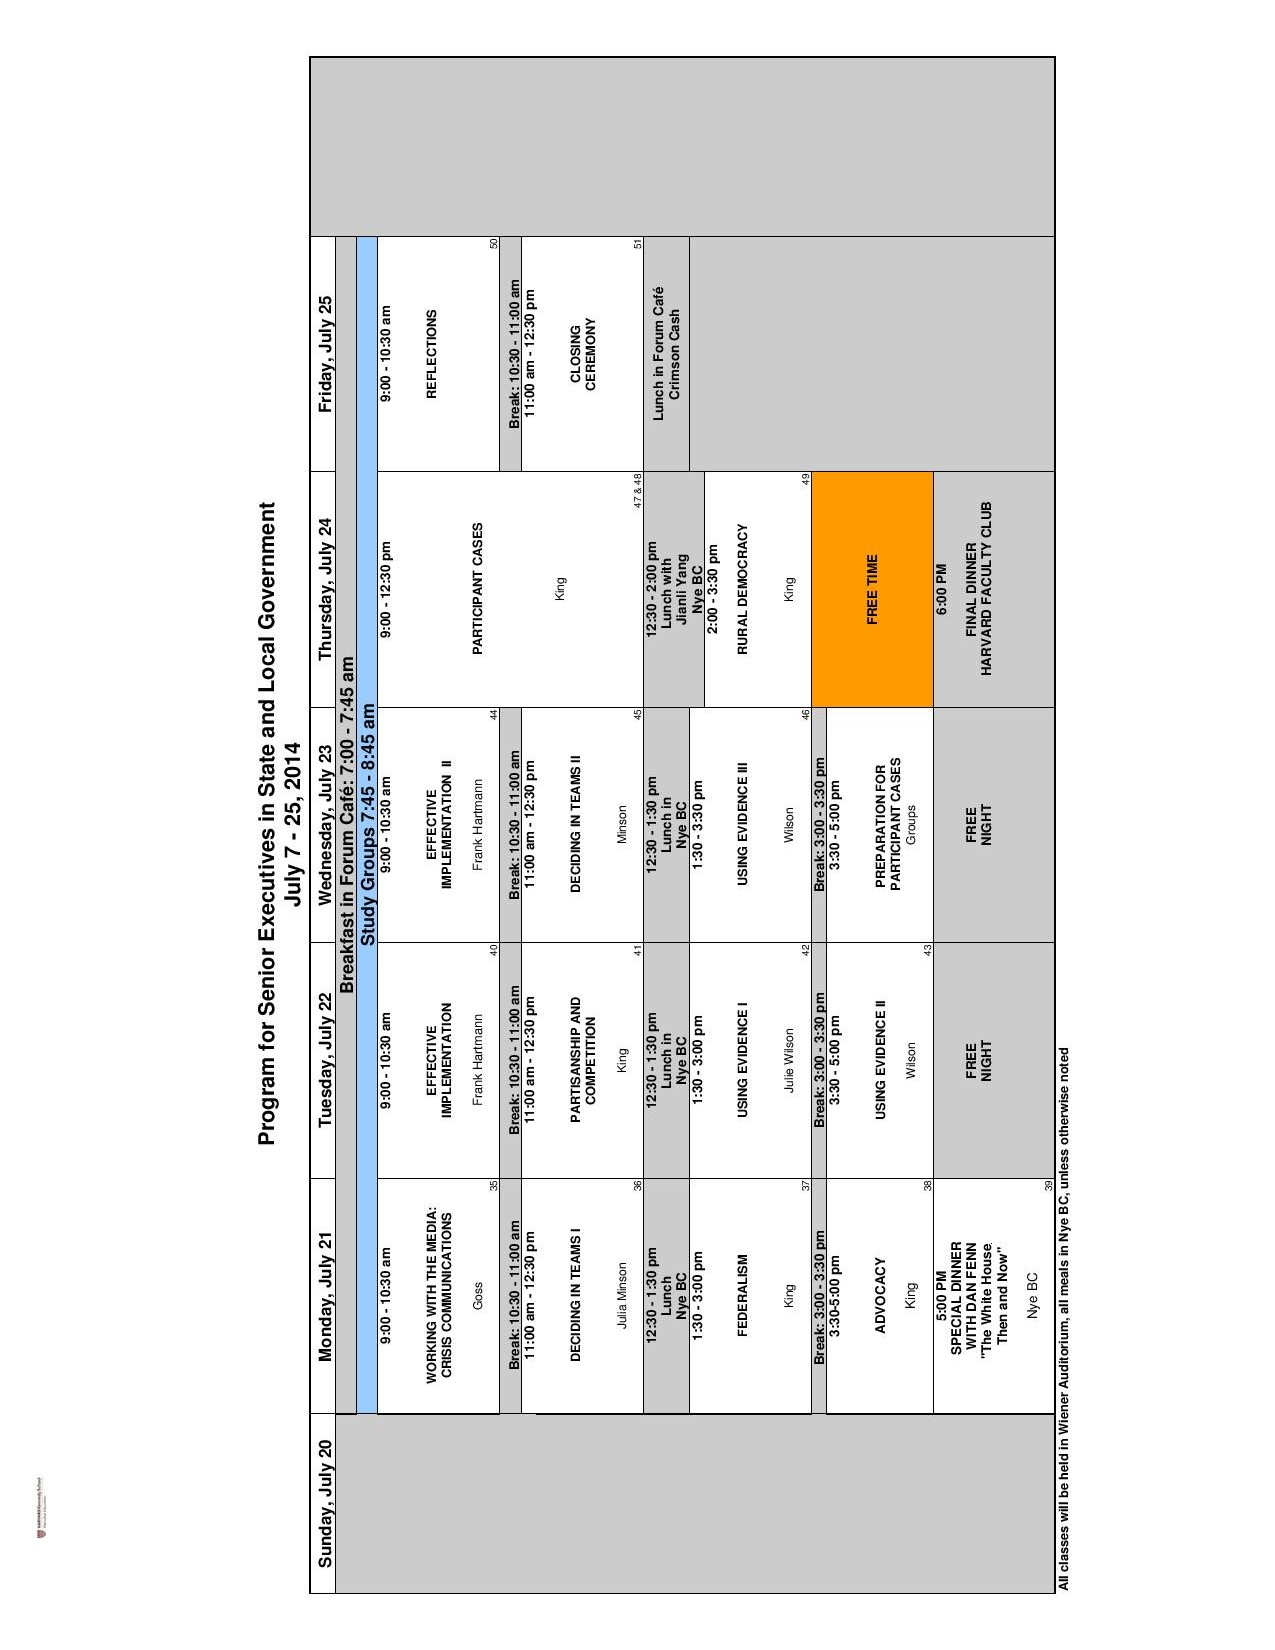 Program for Senior Executives in State and Local Government
July 7 - 25, 2014
Sunday, July 20
Monday, July 21
Tuesday, July 22
Wednesday, July 23
Thursday, July 24
Friday, July 25
Breakfast in Forum Café: 7:00 - 7:45 am
Study Groups 7:45 - 8:45 am
9:00 - 10:30 am
WORKING WITH THE MEDIA:
CRISIS COMMUNICATIONS
Goss
35
Break: 10:30 - 11:00 am
11:00 am - 12:30 pm
DECIDING IN TEAMS I
Julia Minson
36
12:30 - 1:30 pm
Lunch
Nye BC
1:30 - 3:00 pm
FEDERALISM
King
37
Break: 3:00 - 3:30 pm
3:30-5:00 pm
ADVOCACY
King
38
5:00 PM
SPECIAL DINNER
WITH DAN FENN
"The White House
Then and Now"
Nye BC
39
9:00 - 10:30 am
EFFECTIVE
IMPLEMENTATION
Frank Hartmann
40
Break: 10:30 - 11:00 am
11:00 am - 12:30 pm
PARTISANSHIP AND
COMPETITION
King
41
12:30 - 1:30 pm
Lunch in
Nye BC
1:30 - 3:00 pm
USING EVIDENCE I
Julie Wilson
42
Break: 3:00 - 3:30 pm
3:30 - 5:00 pm
USING EVIDENCE II
Wilson
43
FREE
NIGHT
9:00 - 10:30 am
EFFECTIVE
IMPLEMENTATION II
Frank Hartmann
44
Break: 10:30 - 11:00 am
11:00 am - 12:30 pm
DECIDING IN TEAMS II
Minson
45
12:30 - 1:30 pm
Lunch in
Nye BC
1:30 - 3:30 pm
USING EVIDENCE III
Wilson
46
Break: 3:00 - 3:30 pm
3:30 - 5:00 pm
PREPARATION FOR
PARTICIPANT CASES
Groups
FREE
NIGHT
9:00 - 12:30 pm
PARTICIPANT CASES
King
47 & 48
12:30 - 2:00 pm
Lunch with
Jianli Yang
Nye BC
2:00 - 3:30 pm
RURAL DEMOCRACY
King
49
FREE TIME
6:00 PM
FINAL DINNER
HARVARD FACULTY CLUB
9:00 - 10:30 am
REFLECTIONS
50
Break: 10:30 - 11:00 am
11:00 am - 12:30 pm
CLOSING
CEREMONY
51
Lunch in Forum Café
Crimson Cash
All classes will be held in Wiener Auditorium, all meals in Nye BC, unless otherwise noted